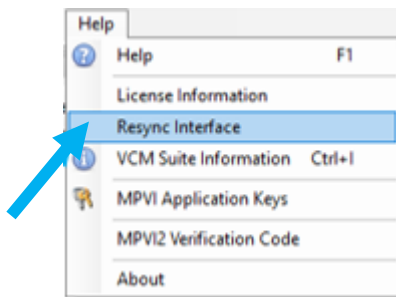 Help
Help F1
License Information
Resync Interface
VCM Suite Information Ctrl+I
MPVI Application Keys
MPVI2 Verification Code
About